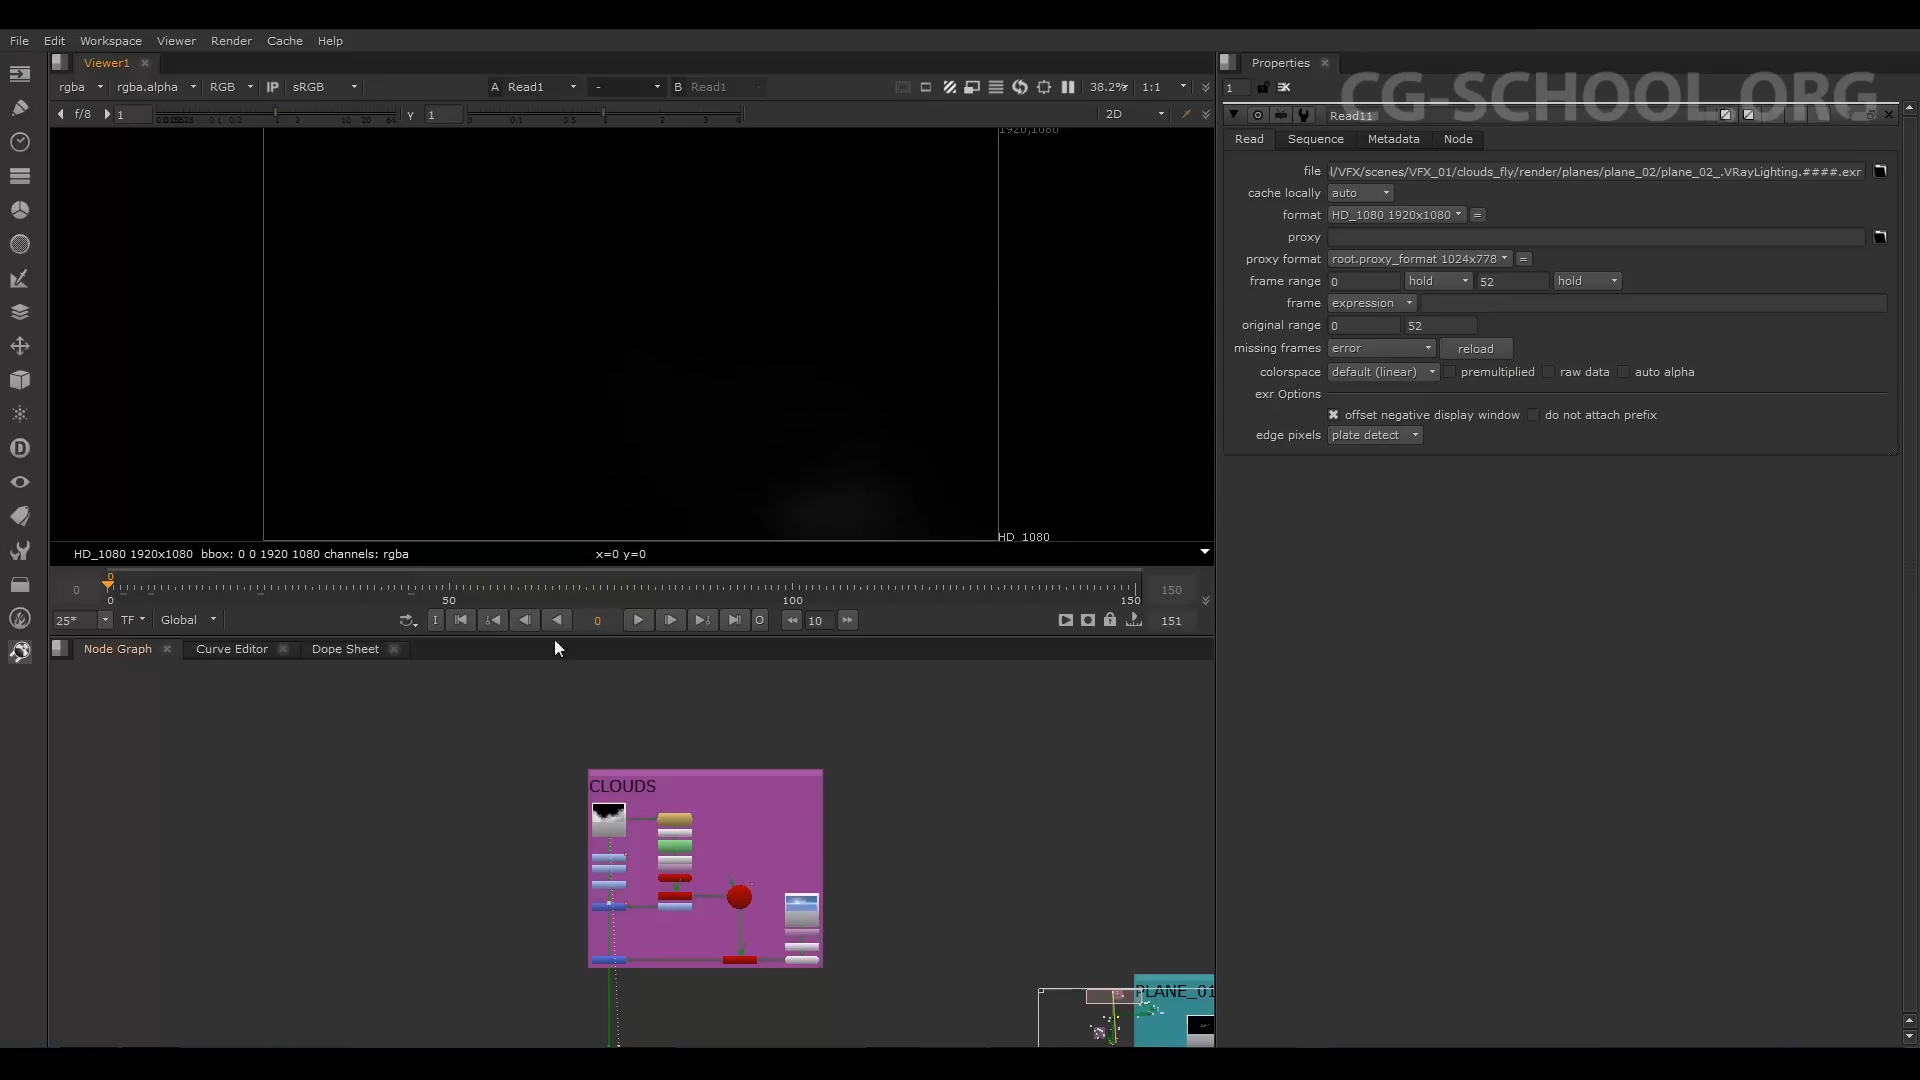 File Edit Workspace Viewer Render Cache Help
Viewer1
Properties
CG-SCHOOL.ORG
rgba rgba.alpha RGB IP sRGB A Read1 - B Read1 38.2% 1:1
1
f/8 1 Y 1 2D
Read11
1920,1080
Read Sequence Metadata Node
file l/VFX/scenes/VFX_01/clouds_fly/render/planes/plane_02/plane_02_.VRayLighting.####.exr
cache locally auto
format HD_1080 1920x1080 =
proxy
proxy format root.proxy_format 1024x778 =
frame range 0 hold 52 hold
frame expression
original range 0 52
missing frames error reload
colorspace default (linear) premultiplied raw data auto alpha
exr Options
offset negative display window do not attach prefix
edge pixels plate detect
HD_1080
HD_1080 1920x1080 bbox: 0 0 1920 1080 channels: rgba x=0 y=0
0
0 150
0 50 100 150
25* TF Global I 0 O 10 151
Node Graph Curve Editor Dope Sheet
CLOUDS
PLANE_01